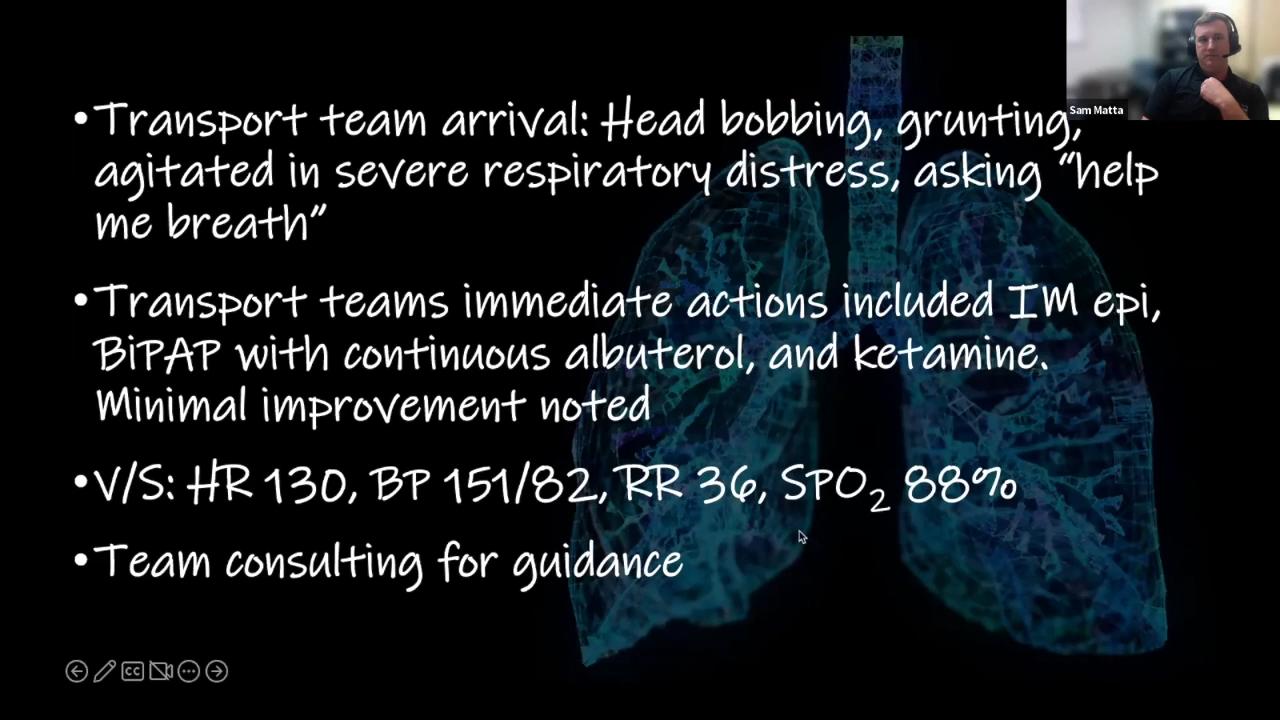 Sam Matta
• Transport team arrival: Head bobbing, grunting,
agitated in severe respiratory distress, asking “help
me breath”
• Transport teams immediate actions included IM epi,
BiPAP with continuous albuterol, and ketamine.
Minimal improvement noted
• V/S: HR 130, BP 151/82, RR 36, SPO₂ 88%
• Team consulting for guidance
CC